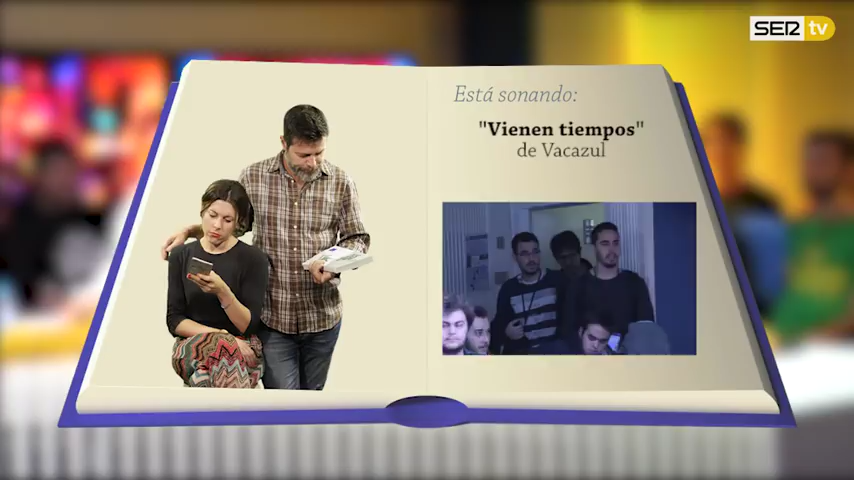 SER tv
Está sonando:
"Vienen tiempos"
de Vacazul